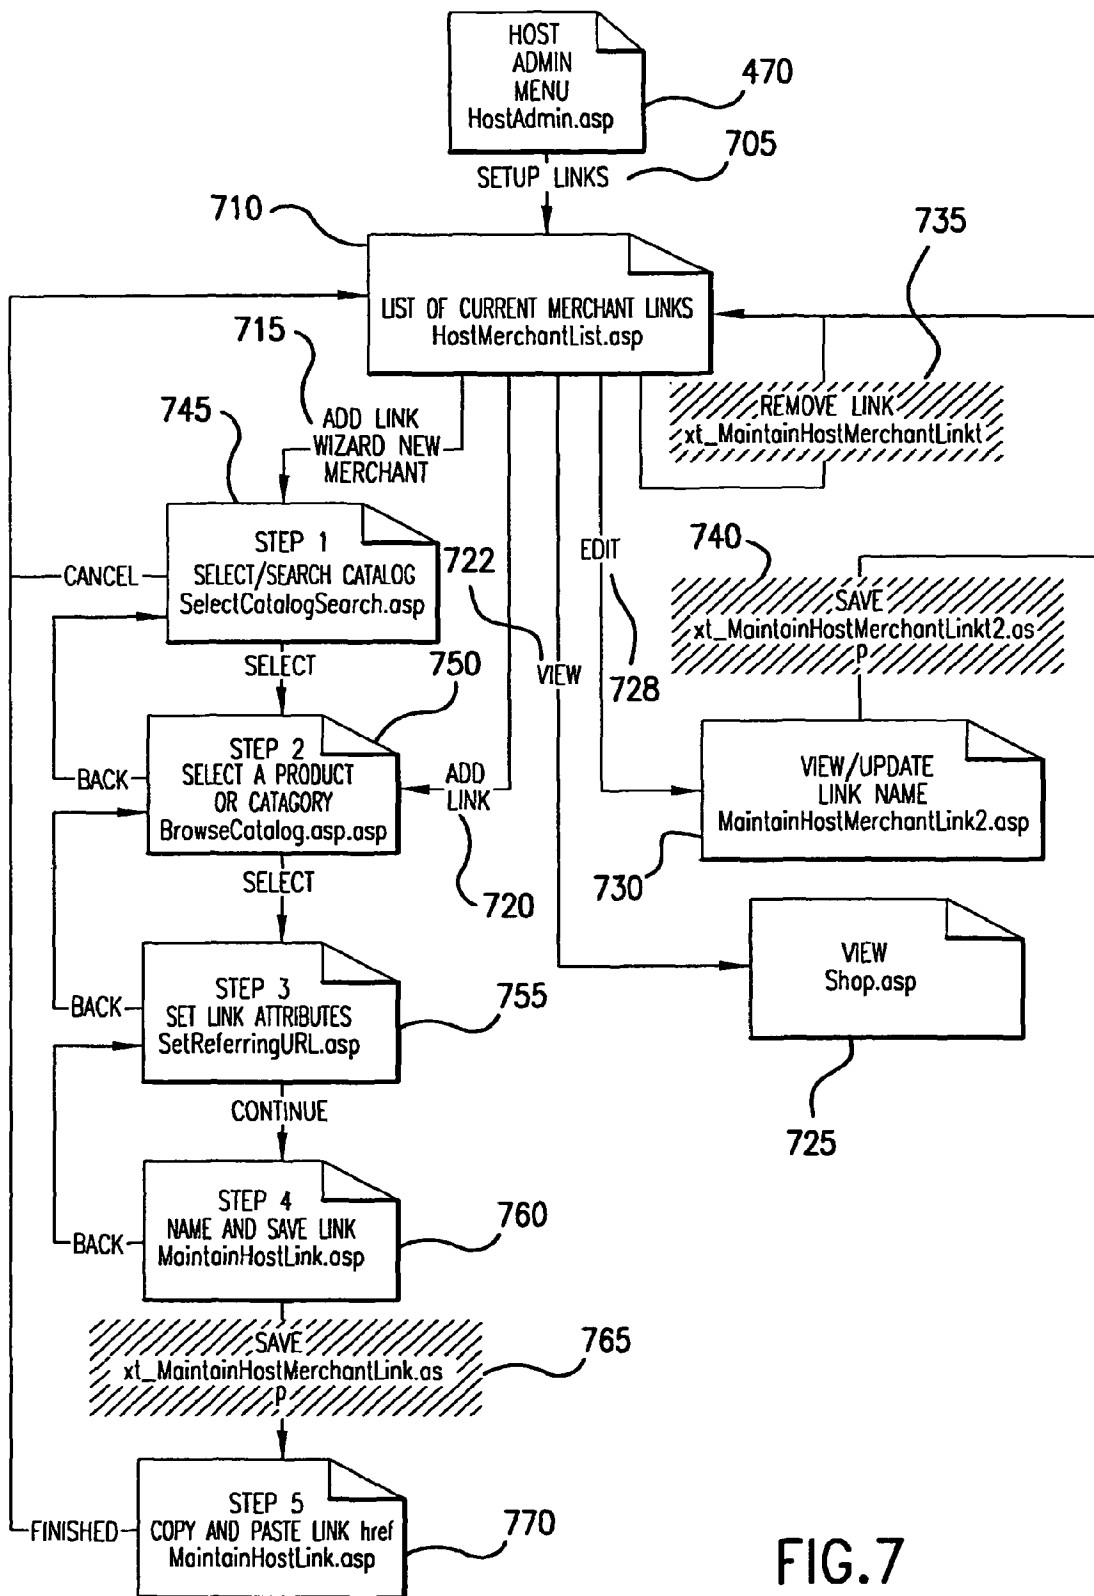 HOST
ADMIN
MENU
HostAdmin.asp
470
SETUP LINKS
705
710
LIST OF CURRENT MERCHANT LINKS
HostMerchantList.asp
735
REMOVE LINK
xt_MaintainHostMerchantLinkt
715
ADD LINK
WIZARD NEW
MERCHANT
745
STEP 1
SELECT/SEARCH CATALOG
SelectCatalogSearch.asp
CANCEL
722
VIEW
EDIT
728
740
SAVE
xt_MaintainHostMerchantLinkt2.as
p
SELECT
750
STEP 2
SELECT A PRODUCT
OR CATAGORY
BrowseCatalog.asp.asp
BACK
ADD
LINK
720
VIEW/UPDATE
LINK NAME
MaintainHostMerchantLink2.asp
730
SELECT
VIEW
Shop.asp
725
STEP 3
SET LINK ATTRIBUTES
SetReferringURL.asp
BACK
755
CONTINUE
STEP 4
NAME AND SAVE LINK
MaintainHostLink.asp
BACK
760
SAVE
xt_MaintainHostMerchantLink.as
p
765
STEP 5
COPY AND PASTE LINK href
MaintainHostLink.asp
FINISHED
770
FIG.7